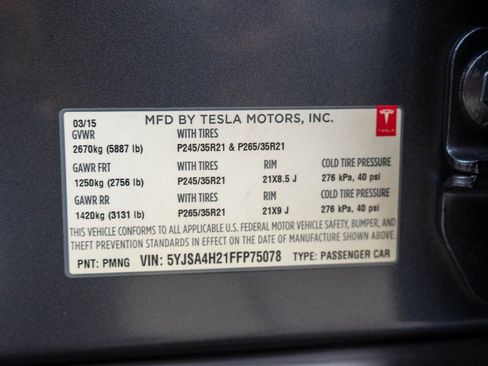 03/15 MFD BY TESLA MOTORS, INC.
GVWR WITH TIRES
2670kg (5887 lb) P245/35R21 & P265/35R21
TESLA
GAWR FRT WITH TIRES RIM COLD TIRE PRESSURE
1250kg (2756 lb) P245/35R21 21X8.5 J 276 kPa, 40 psi
GAWR RR WITH TIRES RIM COLD TIRE PRESSURE
1420kg (3131 lb) P265/35R21 21X9 J 276 kPa, 40 psi
THIS VEHICLE CONFORMS TO ALL APPLICABLE U.S. FEDERAL MOTOR VEHICLE SAFETY, BUMPER, AND
THEFT PREVENTION STANDARDS IN EFFECT ON THE DATE OF MANUFACTURE SHOWN ABOVE.
PNT: PMNG VIN: 5YJSA4H21FFP75078 TYPE: PASSENGER CAR